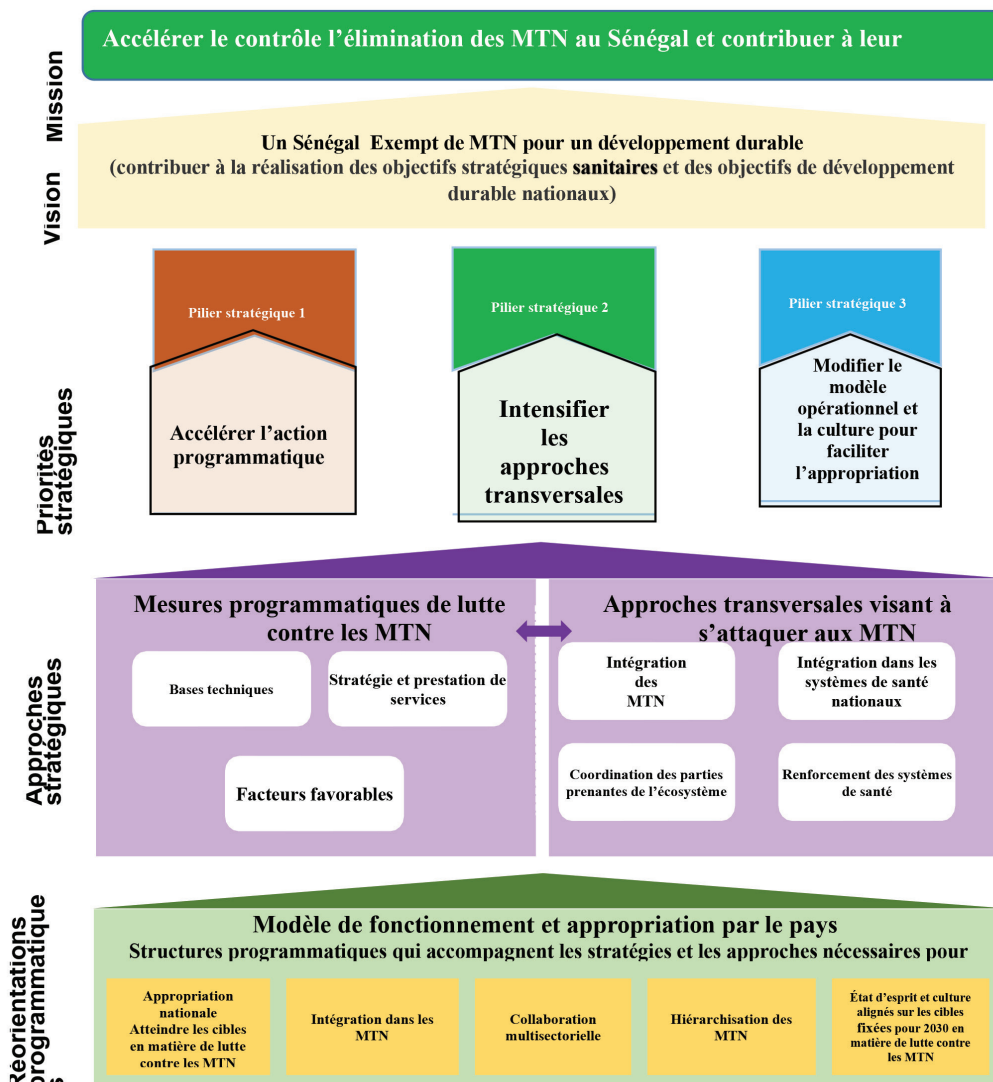 Mission
Accélérer le contrôle l’élimination des MTN au Sénégal et contribuer à leur
Vision
Un Sénégal Exempt de MTN pour un développement durable
(contribuer à la réalisation des objectifs stratégiques sanitaires et des objectifs de développement
durable nationaux)
Priorités
stratégiques
Pilier stratégique 1
Accélérer l’action
programmatique
Pilier stratégique 2
Intensifier
les
approches
transversales
Pilier stratégique 3
Modifier le
modèle
opérationnel et
la culture pour
faciliter
l’appropriation
Approches
stratégiques
Mesures programmatiques de lutte
contre les MTN
Bases techniques
Stratégie et prestation de
services
Facteurs favorables
Approches transversales visant à
s’attaquer aux MTN
Intégration
des
MTN
Intégration dans les
systèmes de santé
nationaux
Coordination des parties
prenantes de l’écosystème
Renforcement des systèmes
de santé
Réorientations
programmatique
s
Modèle de fonctionnement et appropriation par le pays
Structures programmatiques qui accompagnent les stratégies et les approches nécessaires pour
Appropriation
nationale
Atteindre les cibles
en matière de lutte
contre les MTN
Intégration dans les
MTN
Collaboration
multisectorielle
Hiérarchisation des
MTN
État d’esprit et culture
alignés sur les cibles
fixées pour 2030 en
matière de lutte contre
les MTN